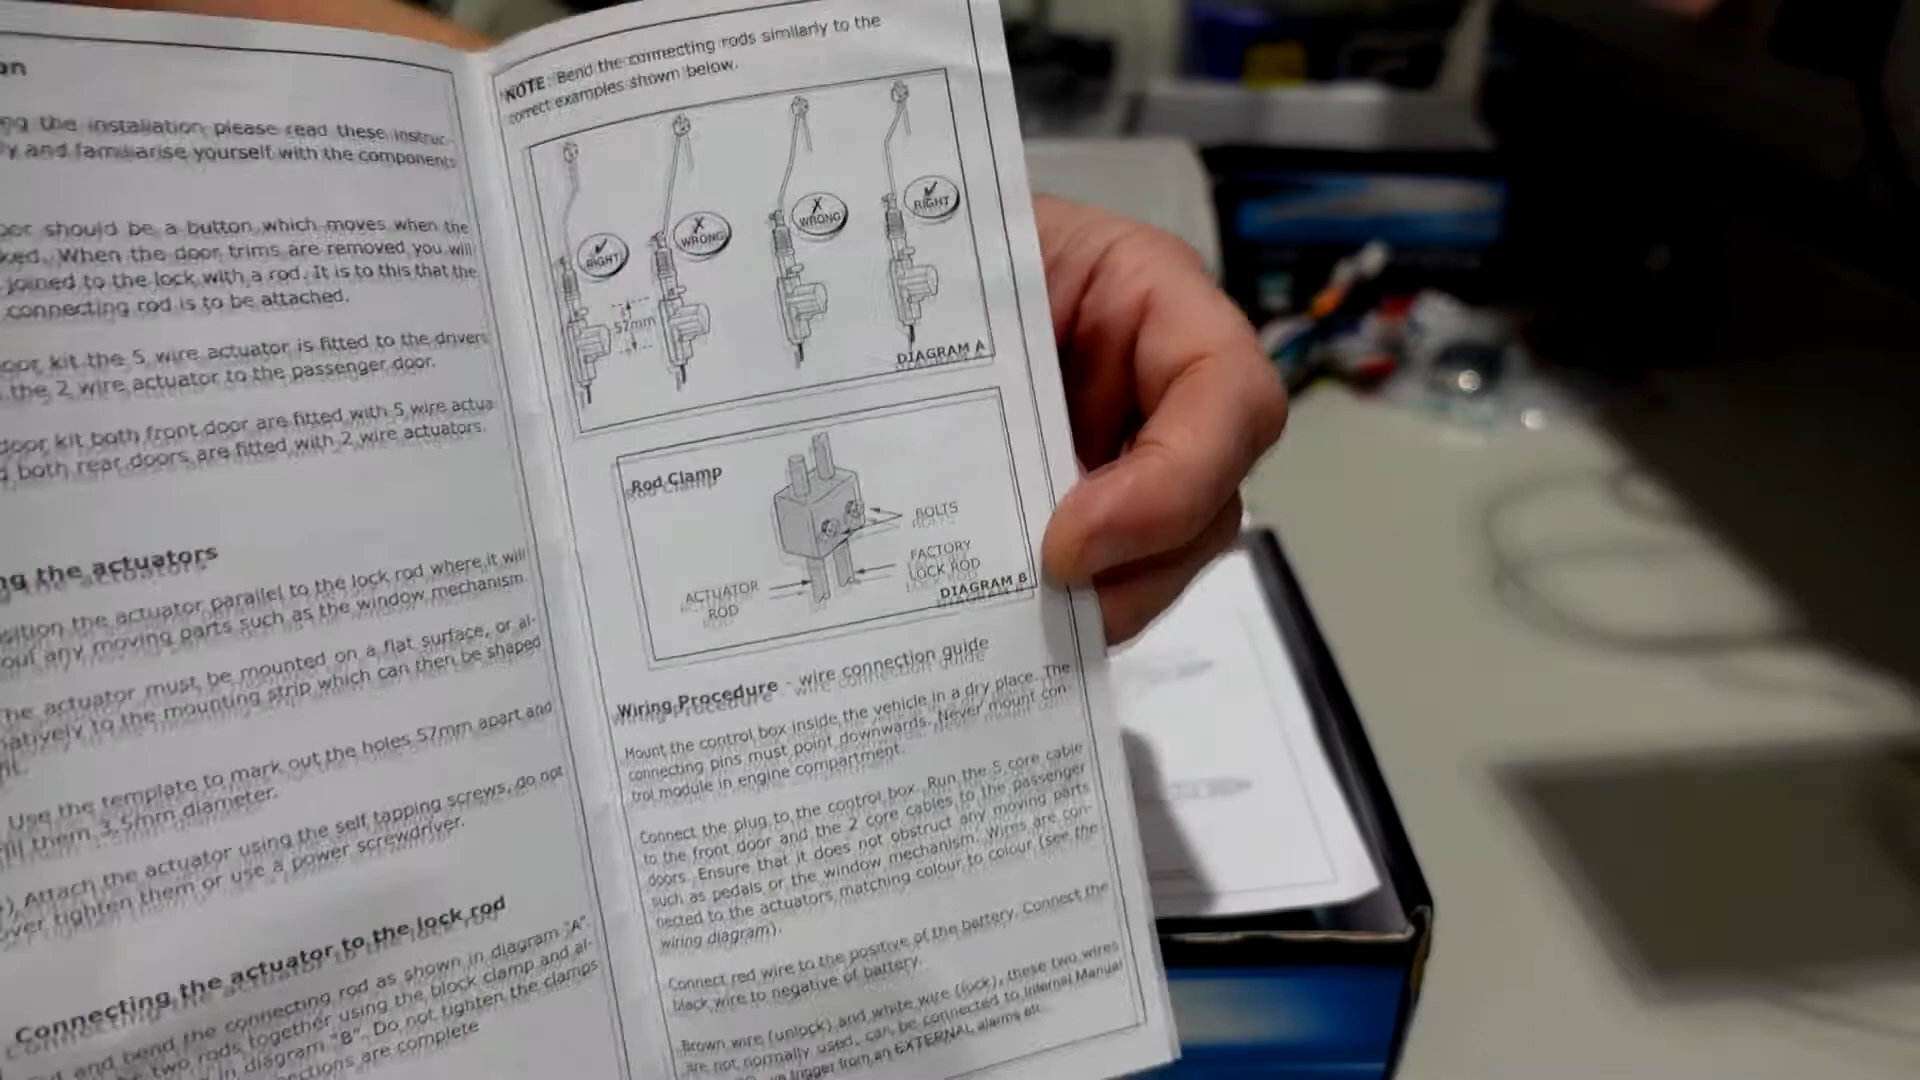 an
ng the installation please read these instruc-
y and familiarise yourself with the components
oor should be a button which moves when the
ked. When the door trims are removed you will
joined to the lock with a rod. It is to this that the
connecting rod is to be attached.
oor kit the 5 wire actuator is fitted to the drivers
the 2 wire actuator to the passenger door.
door kit both front door are fitted with 5 wire actua
d both rear doors are fitted with 2 wire actuators.
ng the actuators
sition the actuator parallel to the lock rod where it will
out any moving parts such as the window mechanism.
he actuator must be mounted on a flat surface, or al-
natively to the mounting strip which can then be shaped
nt.
Use the template to mark out the holes 57mm apart and
ill them 3.5mm diameter.
), Attach the actuator using the self tapping screws, do not
over tighten them or use a power screwdriver.
Connecting the actuator to the lock rod
and bend the connecting rod as shown in diagram "A".
two rods together using the block clamp and al-
in diagram "B". Do not tighten the clamps
ctions are complete
NOTE: Bend the connecting rods similarly to the
correct examples shown below.
RIGHT
X
WRONG
X
WRONG
RIGHT
57mm
DIAGRAM A
Rod Clamp
BOLTS
FACTORY
LOCK ROD
ACTUATOR
ROD
DIAGRAM B
Wiring Procedure - wire connection guide
Mount the control box inside the vehicle in a dry place. The
connecting pins must point downwards. Never mount con-
trol module in engine compartment.
Connect the plug to the control box. Run the 5 core cable
to the front door and the 2 core cables to the passenger
doors. Ensure that it does not obstruct any moving parts
such as pedals or the window mechanism. Wires are con-
nected to the actuators matching colour to colour (see the
wiring diagram).
Connect red wire to the positive of the battery. Connect the
black wire to negative of battery.
Brown wire (unlock) and white wire (lock), these two wires
are not normally used, can be connected to Internal Manual
trigger from an EXTERNAL alarms etc.